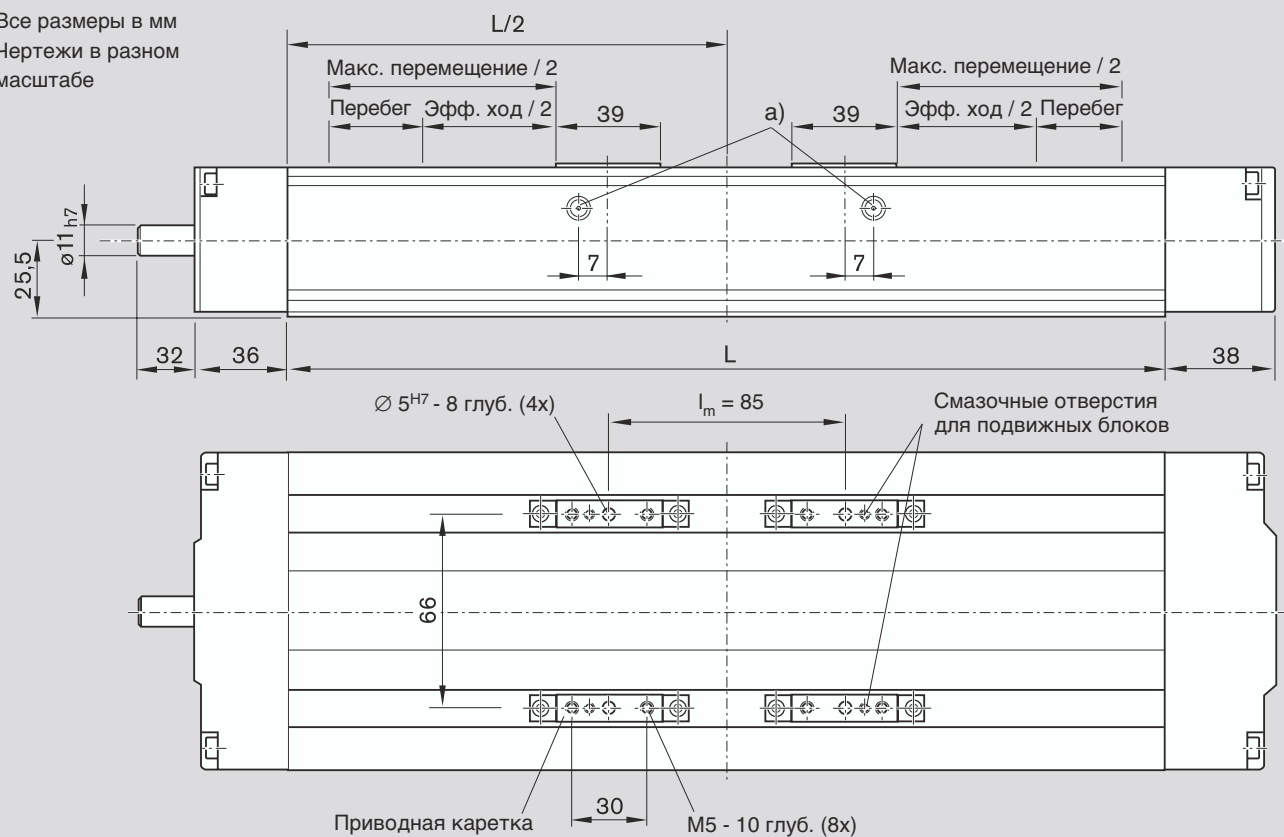 Все размеры в мм
Чертежи в разном
масштабе
L/2
Макс. перемещение / 2
Макс. перемещение / 2
Перебег
Эфф. ход / 2
39
a)
39
Эфф. ход / 2
Перебег
ø11 h7
25,5
7
7
32
36
L
38
∅ 5H7 - 8 глуб. (4x)
lm = 85
Смазочные отверстия
для подвижных блоков
66
30
Приводная каретка
M5 - 10 глуб. (8x)